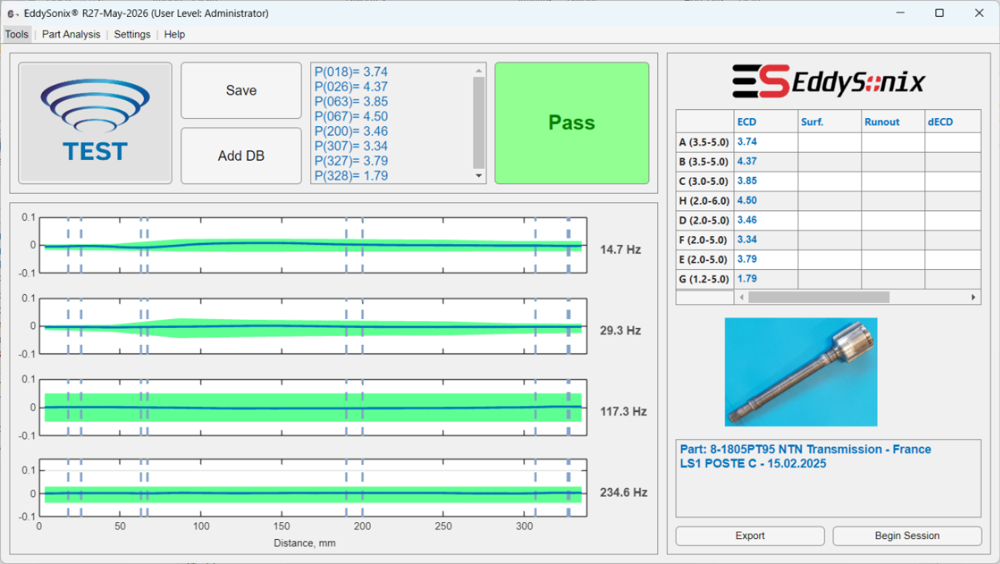 EddySonix® R27-May-2026 (User Level: Administrator)
Tools | Part Analysis | Settings | Help
TEST
Save
Add DB
P(018)= 3.74
P(026)= 4.37
P(063)= 3.85
P(067)= 4.50
P(200)= 3.46
P(307)= 3.34
P(327)= 3.79
P(328)= 1.79
Pass
0.1
0
-0.1
14.7 Hz
0.1
0
-0.1
29.3 Hz
0.1
0
-0.1
117.3 Hz
0.1
0
-0.1
234.6 Hz
0 50 100 150 200 250 300
Distance, mm
ES EddySonix
ECD Surf. Runout dECD
A (3.5-5.0) 3.74
B (3.5-5.0) 4.37
C (3.0-5.0) 3.85
H (2.0-6.0) 4.50
D (2.0-5.0) 3.46
F (2.0-5.0) 3.34
E (2.0-5.0) 3.79
G (1.2-5.0) 1.79
Part: 8-1805PT95 NTN Transmission - France
LS1 POSTE C - 15.02.2025
Export
Begin Session